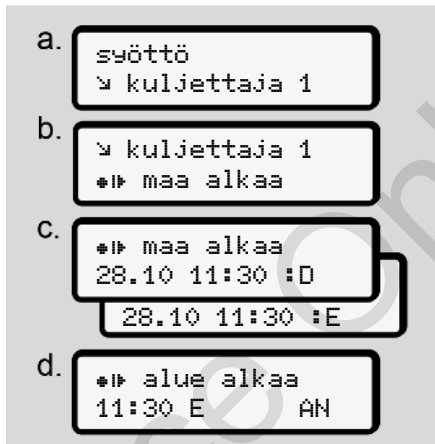 a.
syöttö
↘ kuljettaja 1
b.
↘ kuljettaja 1
●I▶ maa alkaa
c.
●I▶ maa alkaa
28.10 11:30 :D
28.10 11:30 :E
d.
●I▶ alue alkaa
11:30 E AN